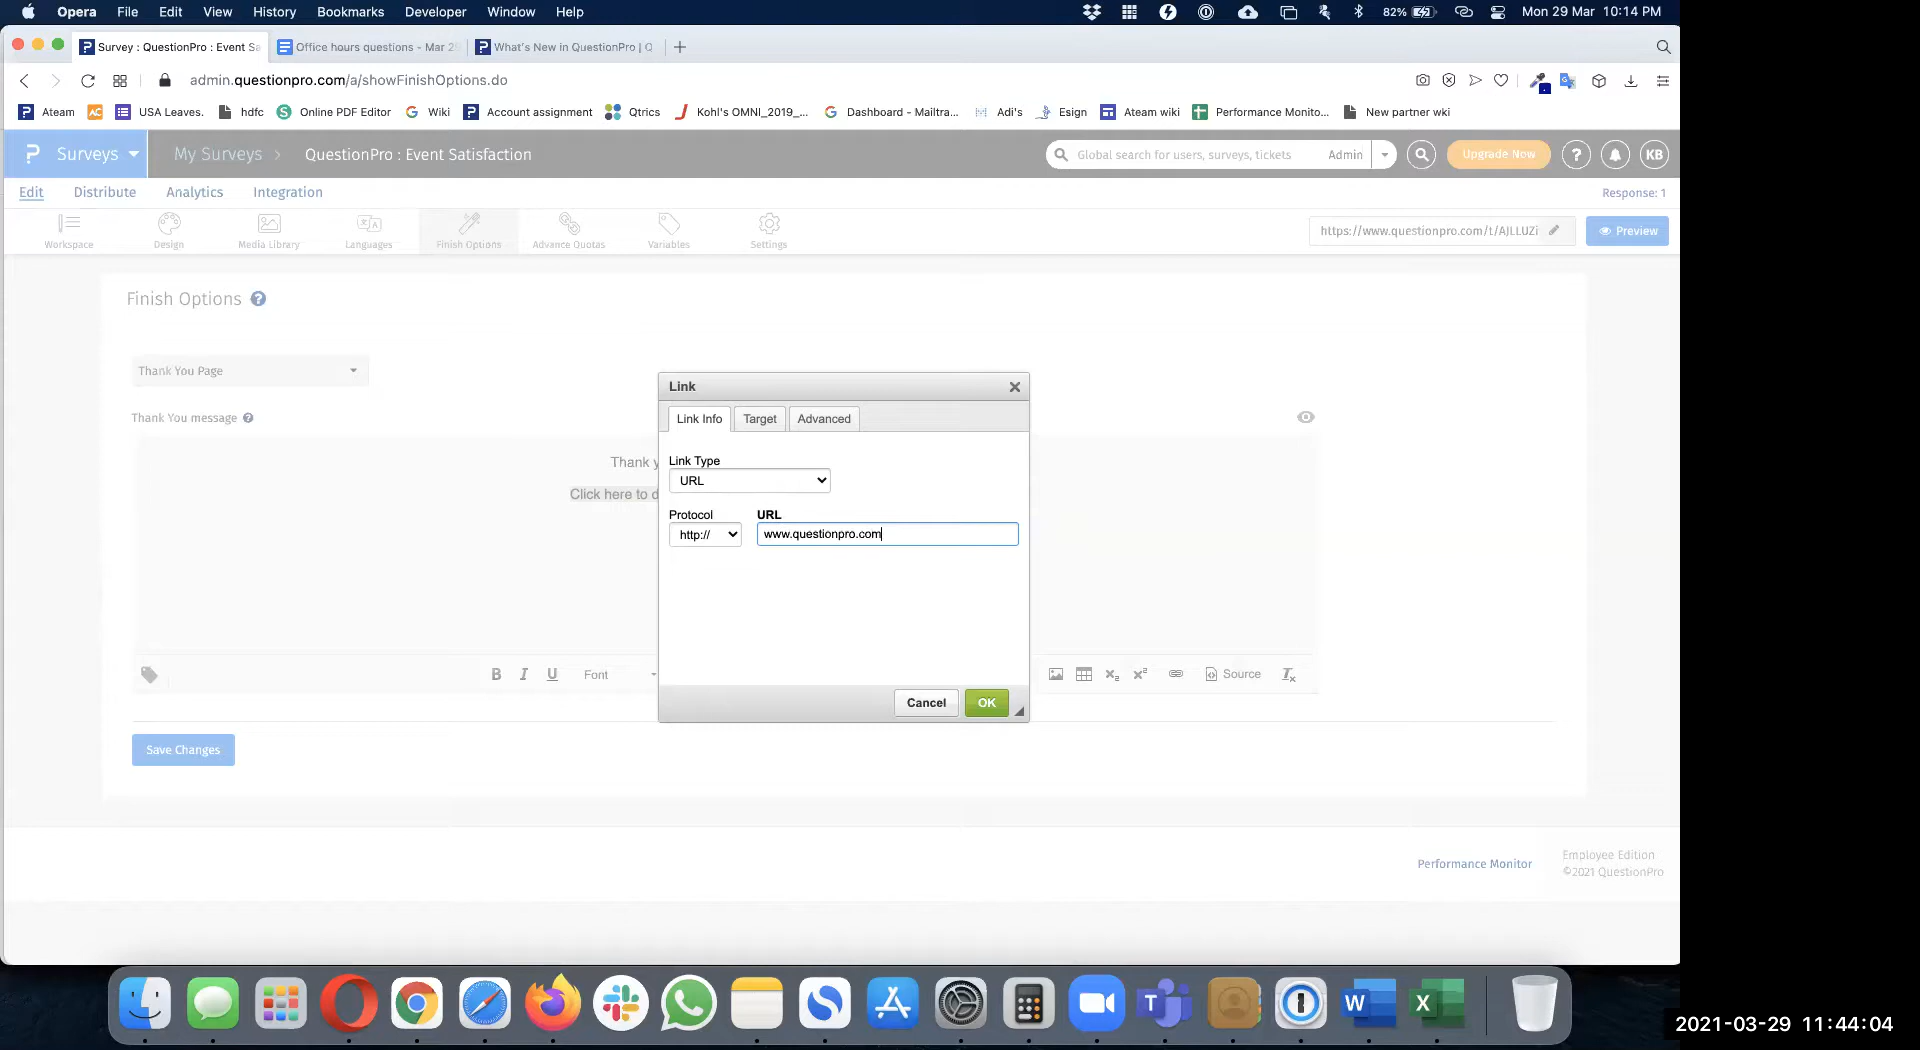 Opera File Edit View History Bookmarks Developer Window Help 82% Mon 29 Mar 10:14 PM
Survey : QuestionPro : Event Sa Office hours questions - Mar 2 What's New in QuestionPro | Q
admin.questionpro.com/a/showFinishOptions.do
Ateam USA Leaves. hdfc Online PDF Editor Wiki Account assignment Qtrics Kohl's OMNI_2019_... Dashboard - Mailtra... Adi's Esign Ateam wiki Performance Monito... New partner wki
Surveys My Surveys QuestionPro : Event Satisfaction Global search for users, surveys, tickets Admin Upgrade Now ? KB
Edit Distribute Analytics Integration Response: 1
Workspace Design Media Library Languages Finish Options Advance Quotas Variables Settings https://www.questionpro.com/t/AJLLUZi Preview
Finish Options ?
Thank You Page
Thank You message ?
Thank y
Click here to d
Link
Link Info Target Advanced
Link Type
URL
Protocol URL
http:// www.questionpro.com
B I U Font Source
Cancel OK
Save Changes
Performance Monitor
Employee Edition
©2021 QuestionPro
2021-03-29 11:44:04